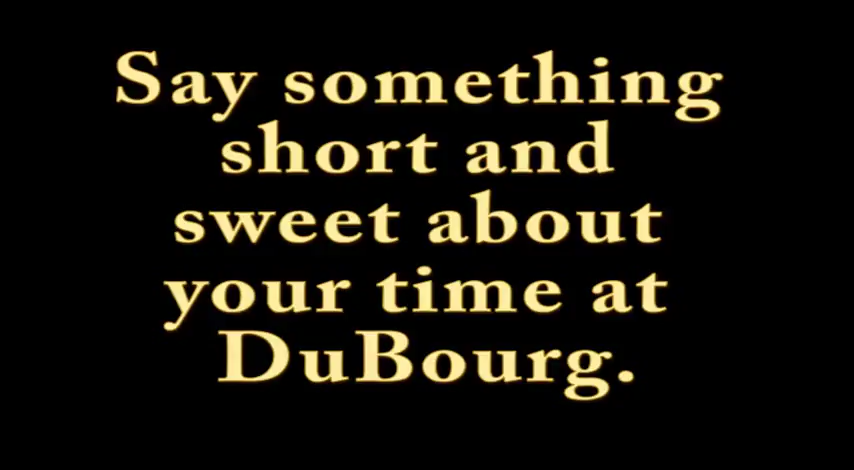 Say something
short and
sweet about
your time at
DuBourg.